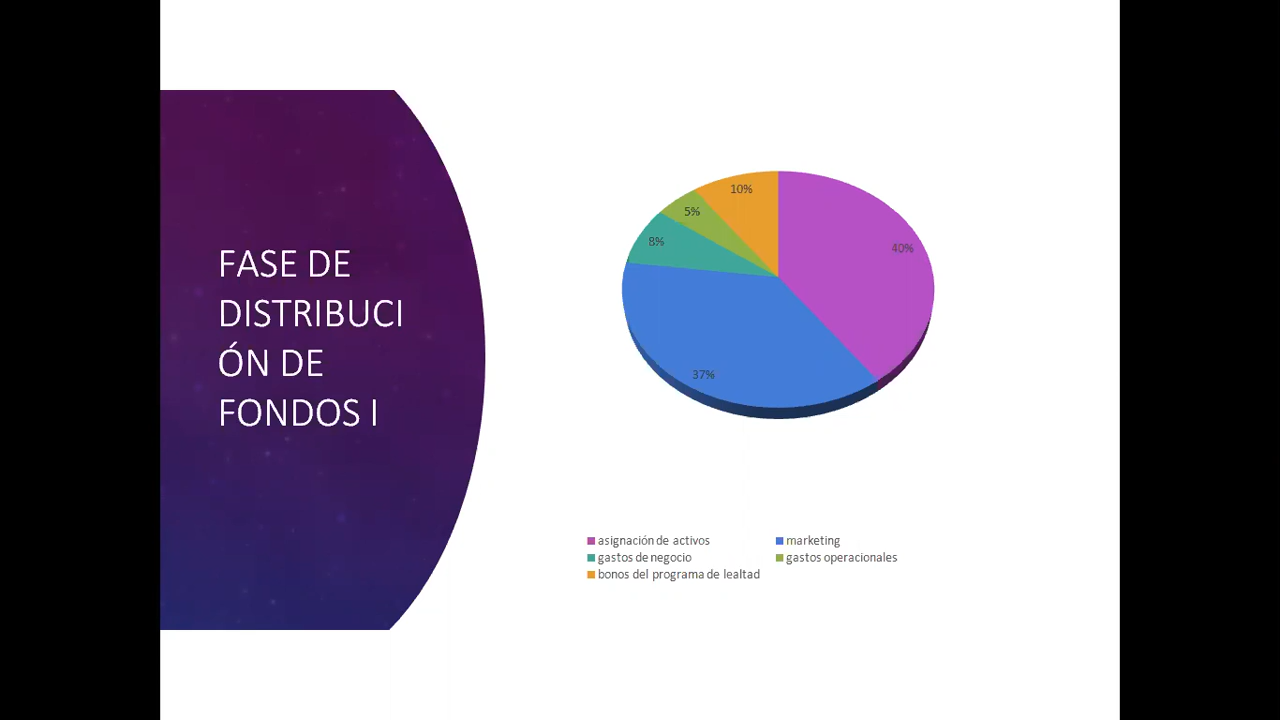 FASE DE
DISTRIBUCI
ÓN DE
FONDOS I
10%
5%
8%
40%
37%
asignación de activos
marketing
gastos de negocio
gastos operacionales
bonos del programa de lealtad